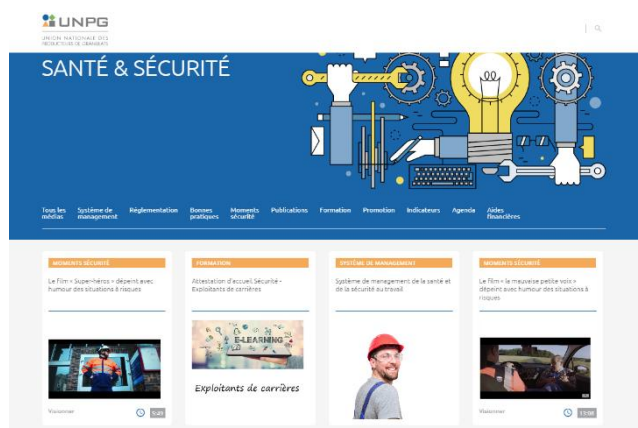 UNPG
UNION NATIONALE DES
PRODUCTEURS DE GRANULATS
SANTÉ & SÉCURITÉ
Tous les médias
Système de management
Réglementation
Bonnes pratiques
Moments sécurité
Publications
Formation
Promotion
Indicateurs
Agenda
Aides financières
MOMENTS SÉCURITÉ
Le Film « Super-héros » dépeint avec
humour des situations à risques
Visionner
5:49
FORMATION
Attestation d'accueil Sécurité -
Exploitants de carrières
E-LEARNING
Exploitants de carrières
SYSTÈME DE MANAGEMENT
Système de management de la santé et
de la sécurité au travail
MOMENTS SÉCURITÉ
Le Film « la mauvaise petite voix »
dépeint avec humour des situations à
risques
Visionner